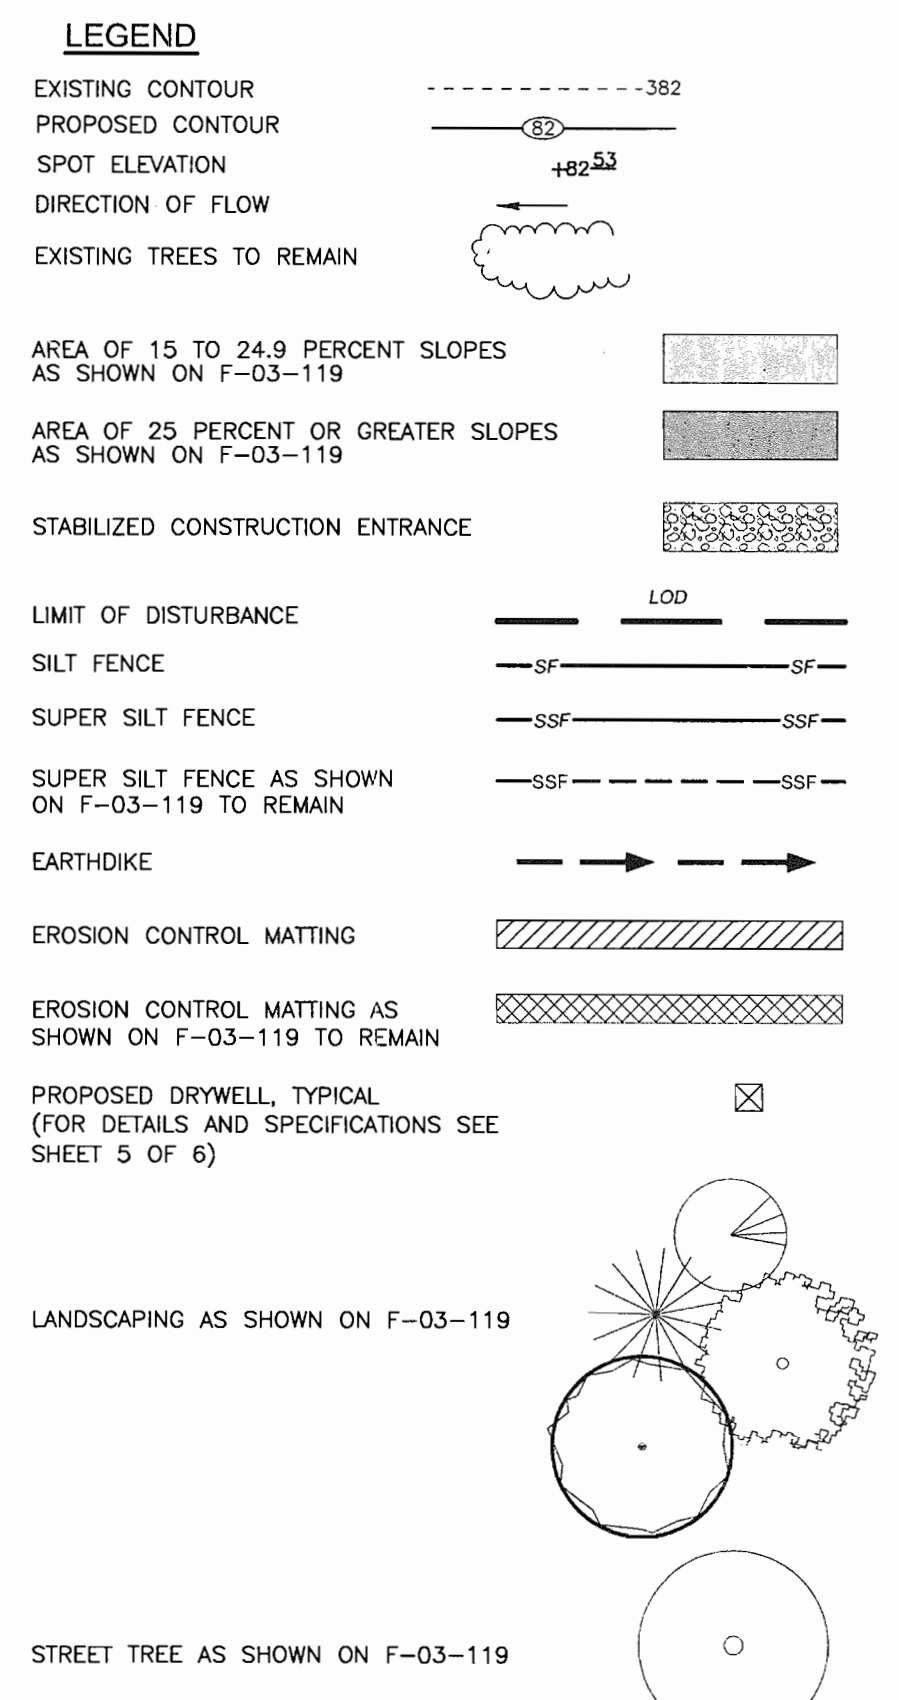 LEGEND
EXISTING CONTOUR 382
PROPOSED CONTOUR 82
SPOT ELEVATION +82 53
DIRECTION OF FLOW
EXISTING TREES TO REMAIN
AREA OF 15 TO 24.9 PERCENT SLOPES
AS SHOWN ON F-03-119
AREA OF 25 PERCENT OR GREATER SLOPES
AS SHOWN ON F-03-119
STABILIZED CONSTRUCTION ENTRANCE
LOD
LIMIT OF DISTURBANCE
SILT FENCE SF SF
SUPER SILT FENCE SSF SSF
SUPER SILT FENCE AS SHOWN SSF SSF
ON F-03-119 TO REMAIN
EARTHDIKE
EROSION CONTROL MATTING
EROSION CONTROL MATTING AS
SHOWN ON F-03-119 TO REMAIN
PROPOSED DRYWELL, TYPICAL
(FOR DETAILS AND SPECIFICATIONS SEE
SHEET 5 OF 6)
LANDSCAPING AS SHOWN ON F-03-119
STREET TREE AS SHOWN ON F-03-119